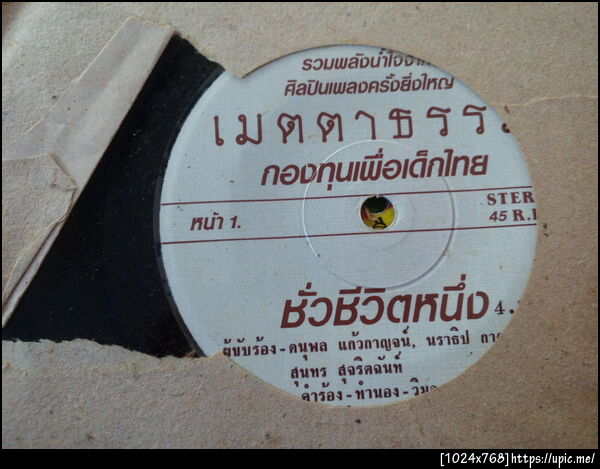 รวมพลังน้ำใจจาก
ศิลปินเพลงครั้งยิ่งใหญ่
เมตตาธรร
กองทุนเพื่อเด็กไทย
หน้า 1.
STER
45 R.
ชั่วชีวิตหนึ่ง 4.
ผู้ขับร้อง - ดนุพล แก้วกาญจน์, นราธิป กา
สุนทร สุจริตฉันท์
คำร้อง - ทำนอง -
[1024x768]https://upic.me/